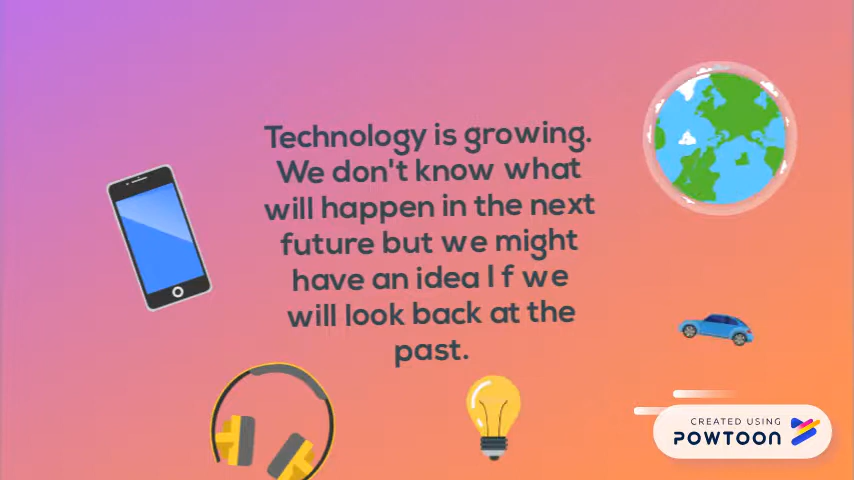 Technology is growing.
We don't know what
will happen in the next
future but we might
have an idea I f we
will look back at the
past.
CREATED USING
POWTOON